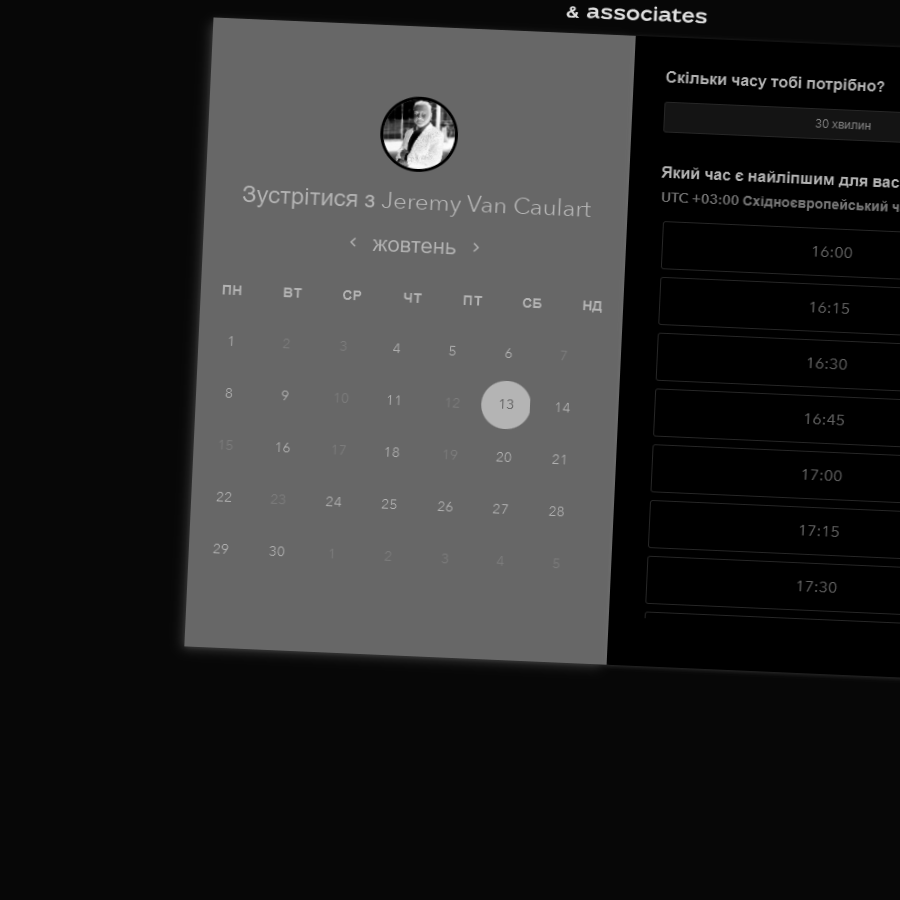 & associates
Зустрітися з Jeremy Van Caulart
жовтень
ПН ВТ СР ЧТ ПТ СБ НД
1 2 3 4 5 6 7
8 9 10 11 12 13 14
15 16 17 18 19 20 21
22 23 24 25 26 27 28
29 30 1 2 3 4 5
Скільки часу тобі потрібно?
30 хвилин
Який час є найліпшим для вас
UTC +03:00 Східноєвропейський ч
16:00
16:15
16:30
16:45
17:00
17:15
17:30